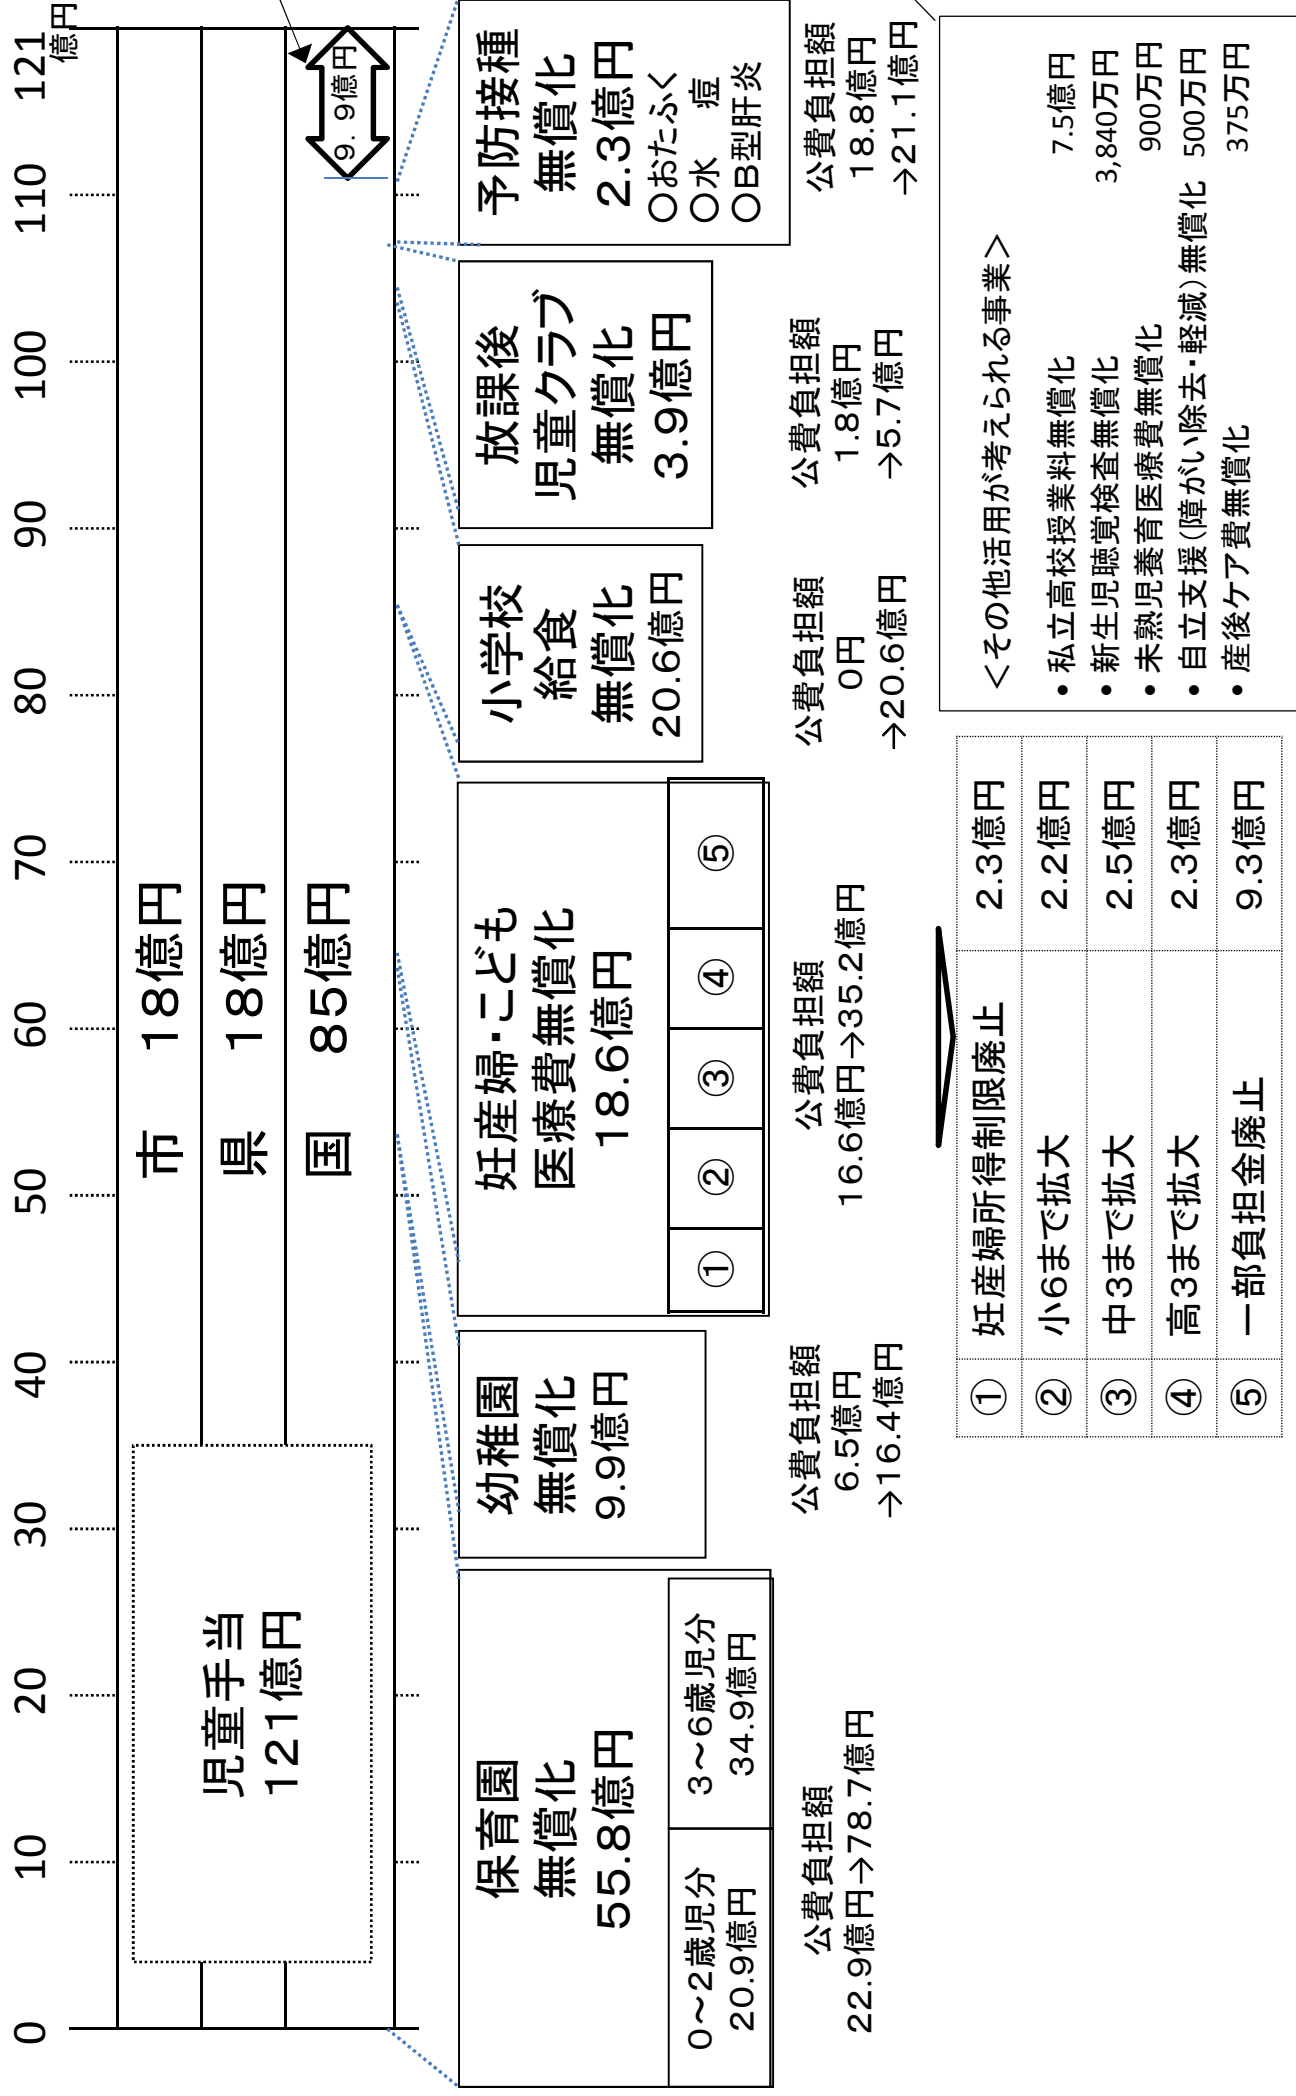 0 10 20 30 40 50 60 70 80 90 100 110 121
億円
市 18億円
県 18億円
国 85億円
児童手当
121億円
9.9億円
保育園
無償化
55.8億円
0～2歳児分
20.9億円
3～6歳児分
34.9億円
公費負担額
22.9億円→78.7億円
幼稚園
無償化
9.9億円
公費負担額
6.5億円
→16.4億円
妊産婦・こども
医療費無償化
18.6億円
① ② ③ ④ ⑤
公費負担額
16.6億円→35.2億円
小学校
給食
無償化
20.6億円
公費負担額
0円
→20.6億円
放課後
児童クラブ
無償化
3.9億円
公費負担額
1.8億円
→5.7億円
予防接種
無償化
2.3億円
○おたふく
○水 痘
○B型肝炎
公費負担額
18.8億円
→21.1億円
① 妊産婦所得制限廃止 2.3億円
② 小6まで拡大 2.2億円
③ 中3まで拡大 2.5億円
④ 高3まで拡大 2.3億円
⑤ 一部負担金廃止 9.3億円
＜その他活用が考えられる事業＞
• 私立高校授業料無償化 7.5億円
• 新生児聴覚検査無償化 3,840万円
• 未熟児養育医療費無償化 900万円
• 自立支援（障がい除去・軽減）無償化 500万円
• 産後ケア費無償化 375万円